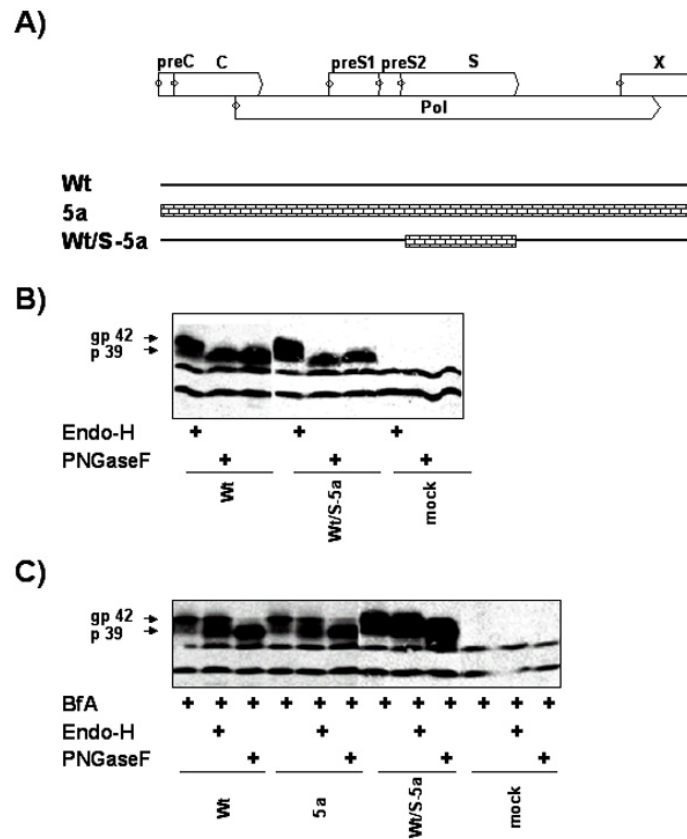 A)
preC C preS1 preS2 S X
Pol
Wt
5a
Wt/S-5a
B)
gp 42
p 39
Endo-H + + +
PNGaseF + + +
Wt Wt/S-5a mock
C)
gp 42
p 39
BfA + + + + + + + + + + + +
Endo-H + + + +
PNGaseF + + + +
Wt 5a Wt/S-5a mock